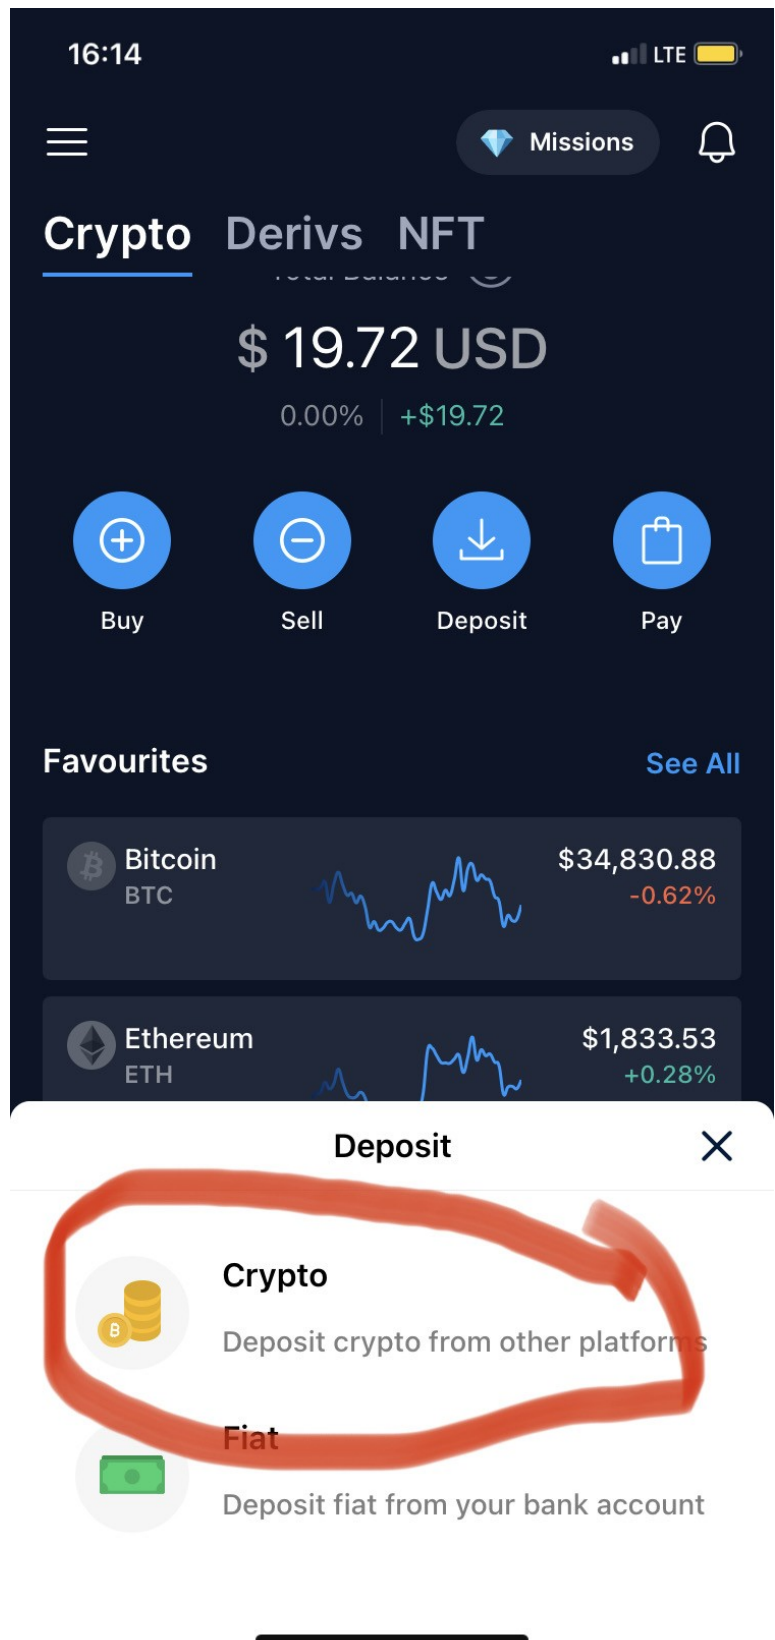 16:14 LTE
Missions
Crypto Derivs NFT
Total Balance
$ 19.72 USD
0.00% +$19.72
Buy Sell Deposit Pay
Favourites See All
Bitcoin $34,830.88
BTC -0.62%
Ethereum $1,833.53
ETH +0.28%
Deposit
Crypto
Deposit crypto from other platforms
Fiat
Deposit fiat from your bank account